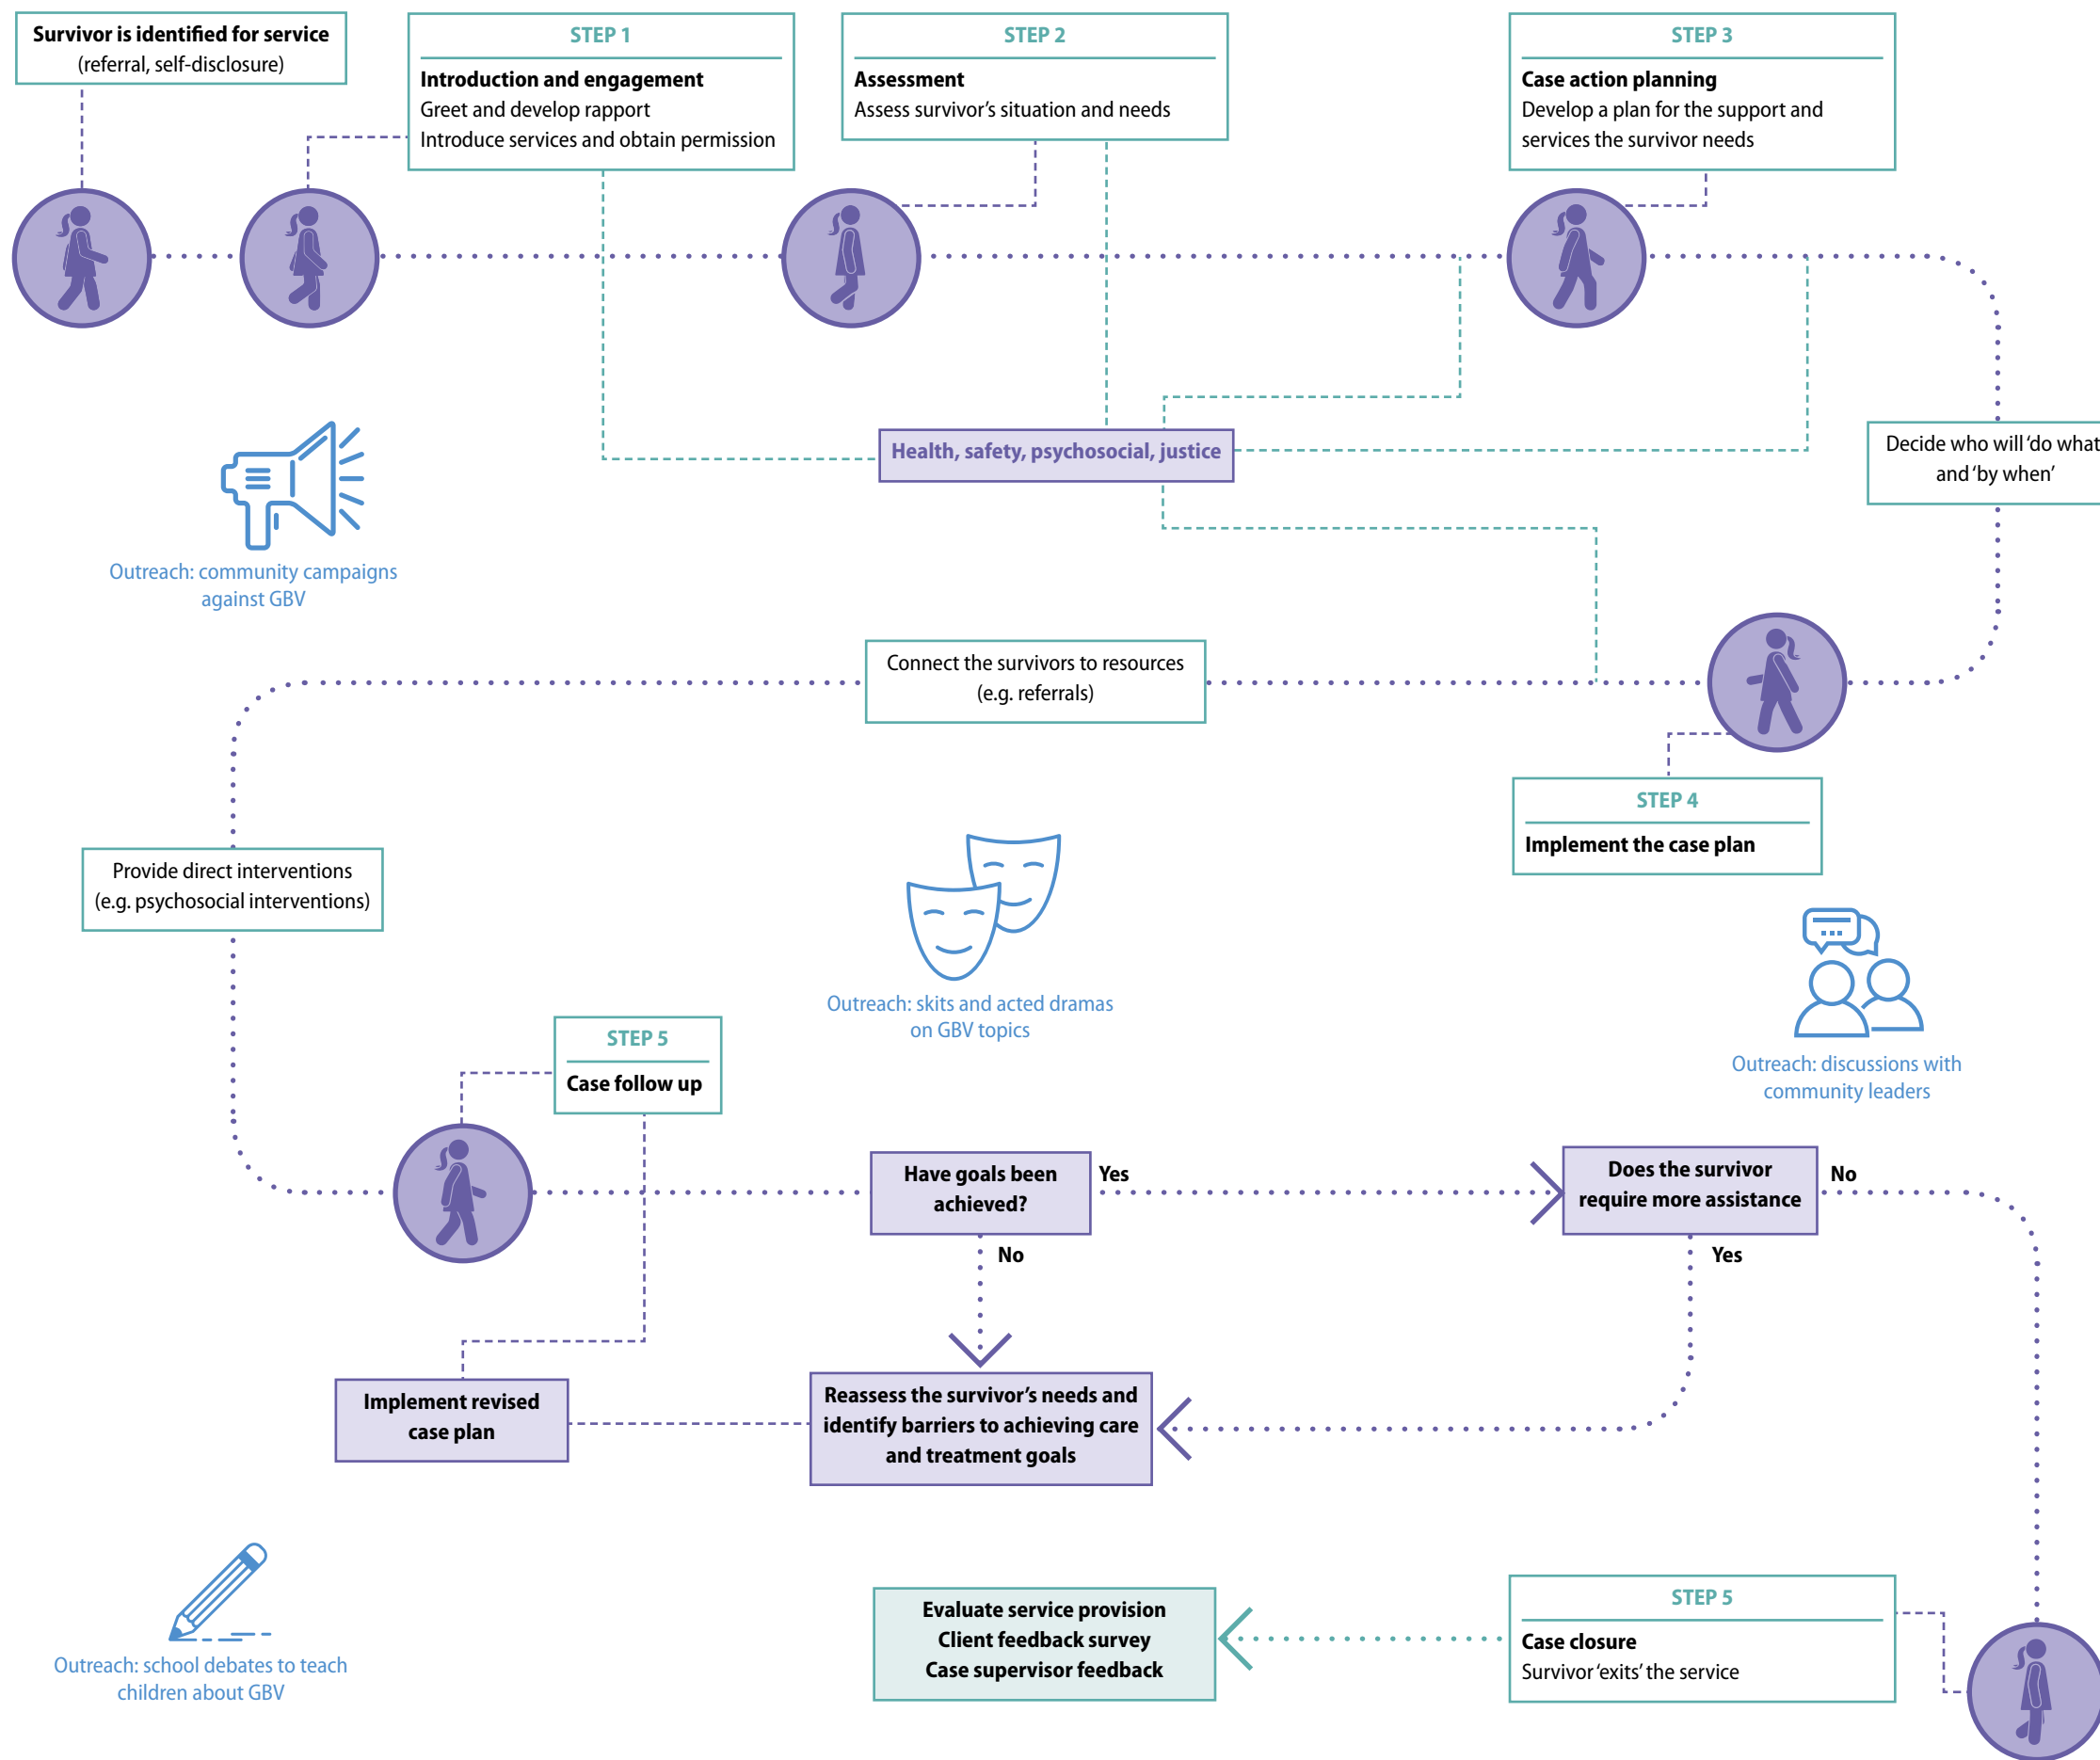 Survivor is identified for service
(referral, self-disclosure)
STEP 1
Introduction and engagement
Greet and develop rapport
Introduce services and obtain permission
STEP 2
Assessment
Assess survivor’s situation and needs
STEP 3
Case action planning
Develop a plan for the support and
services the survivor needs
Health, safety, psychosocial, justice
Decide who will ‘do what
and ‘by when’
Outreach: community campaigns
against GBV
Connect the survivors to resources
(e.g. referrals)
STEP 4
Implement the case plan
Provide direct interventions
(e.g. psychosocial interventions)
Outreach: skits and acted dramas
on GBV topics
Outreach: discussions with
community leaders
STEP 5
Case follow up
Have goals been
achieved?
Yes
No
Does the survivor
require more assistance
No
Yes
Implement revised
case plan
Reassess the survivor’s needs and
identify barriers to achieving care
and treatment goals
Outreach: school debates to teach
children about GBV
Evaluate service provision
Client feedback survey
Case supervisor feedback
STEP 5
Case closure
Survivor ‘exits’ the service